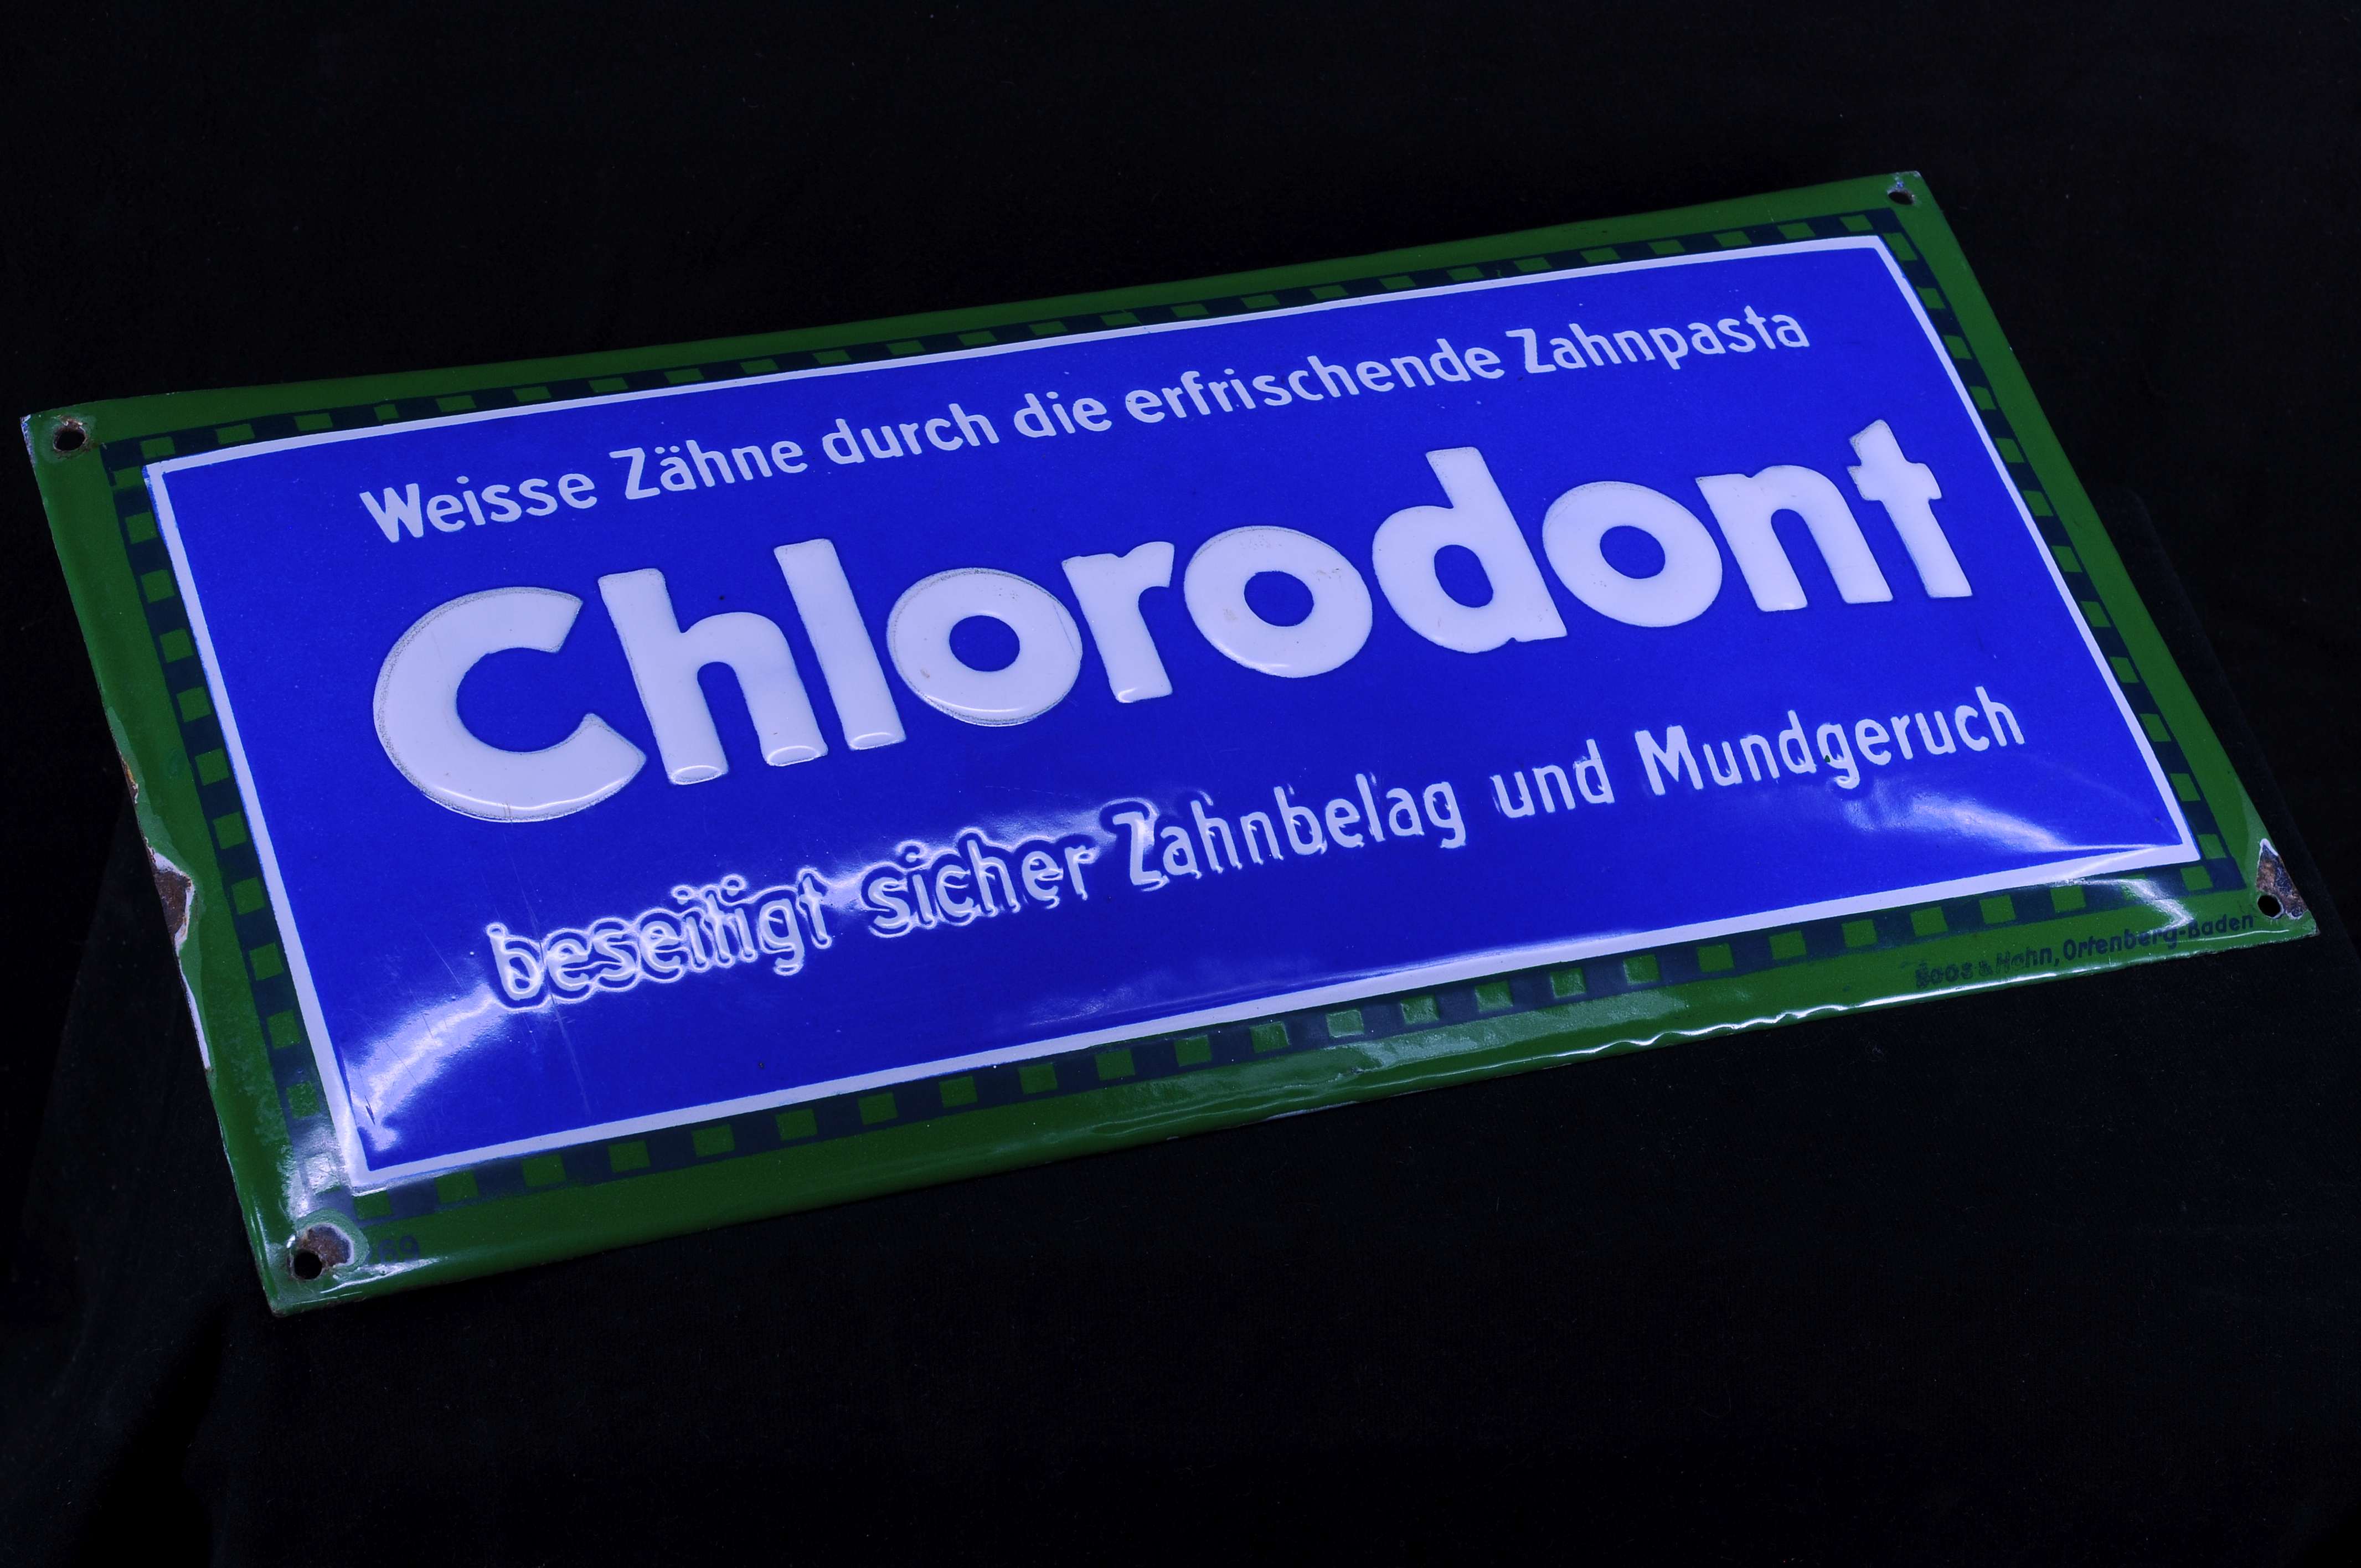 Weisse Zähne durch die erfrischende Zahnpasta
Chlorodont
beseitigt sicher Zahnbelag und Mundgeruch
Boos & Hahn, Ortenberg-Baden